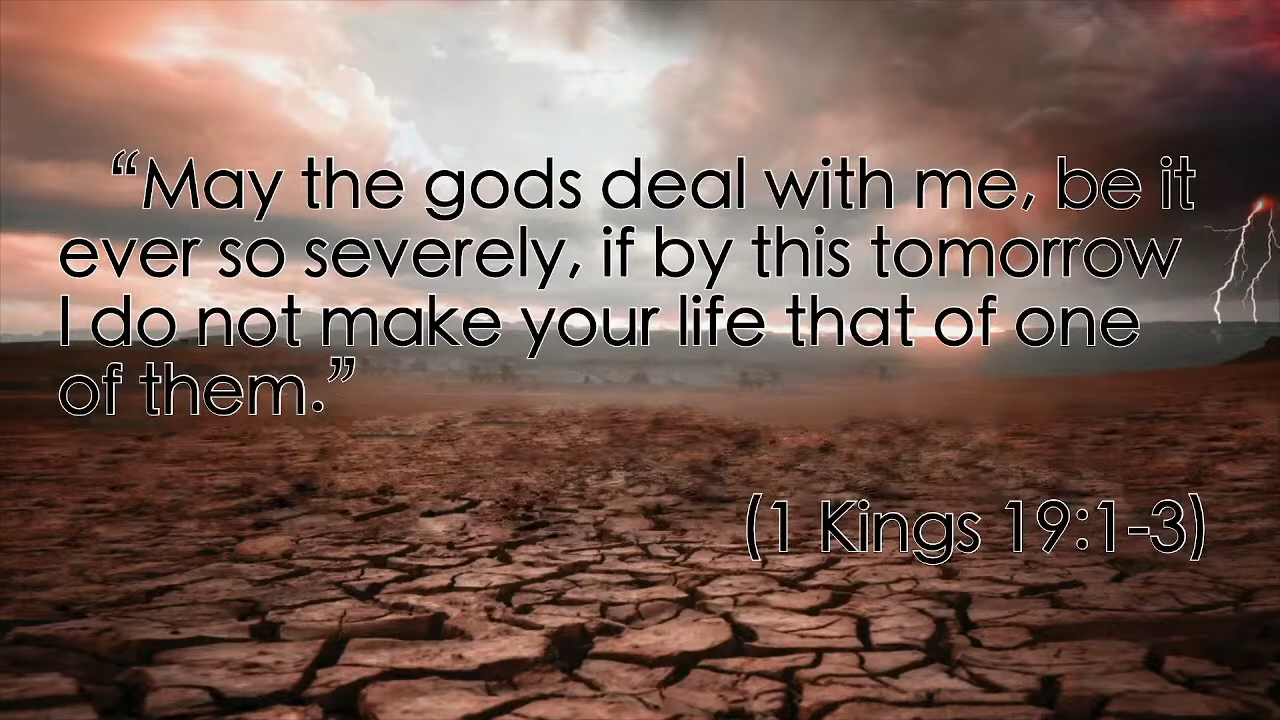 “May the gods deal with me, be it
ever so severely, if by this tomorrow
I do not make your life that of one
of them.”
(1 Kings 19:1-3)